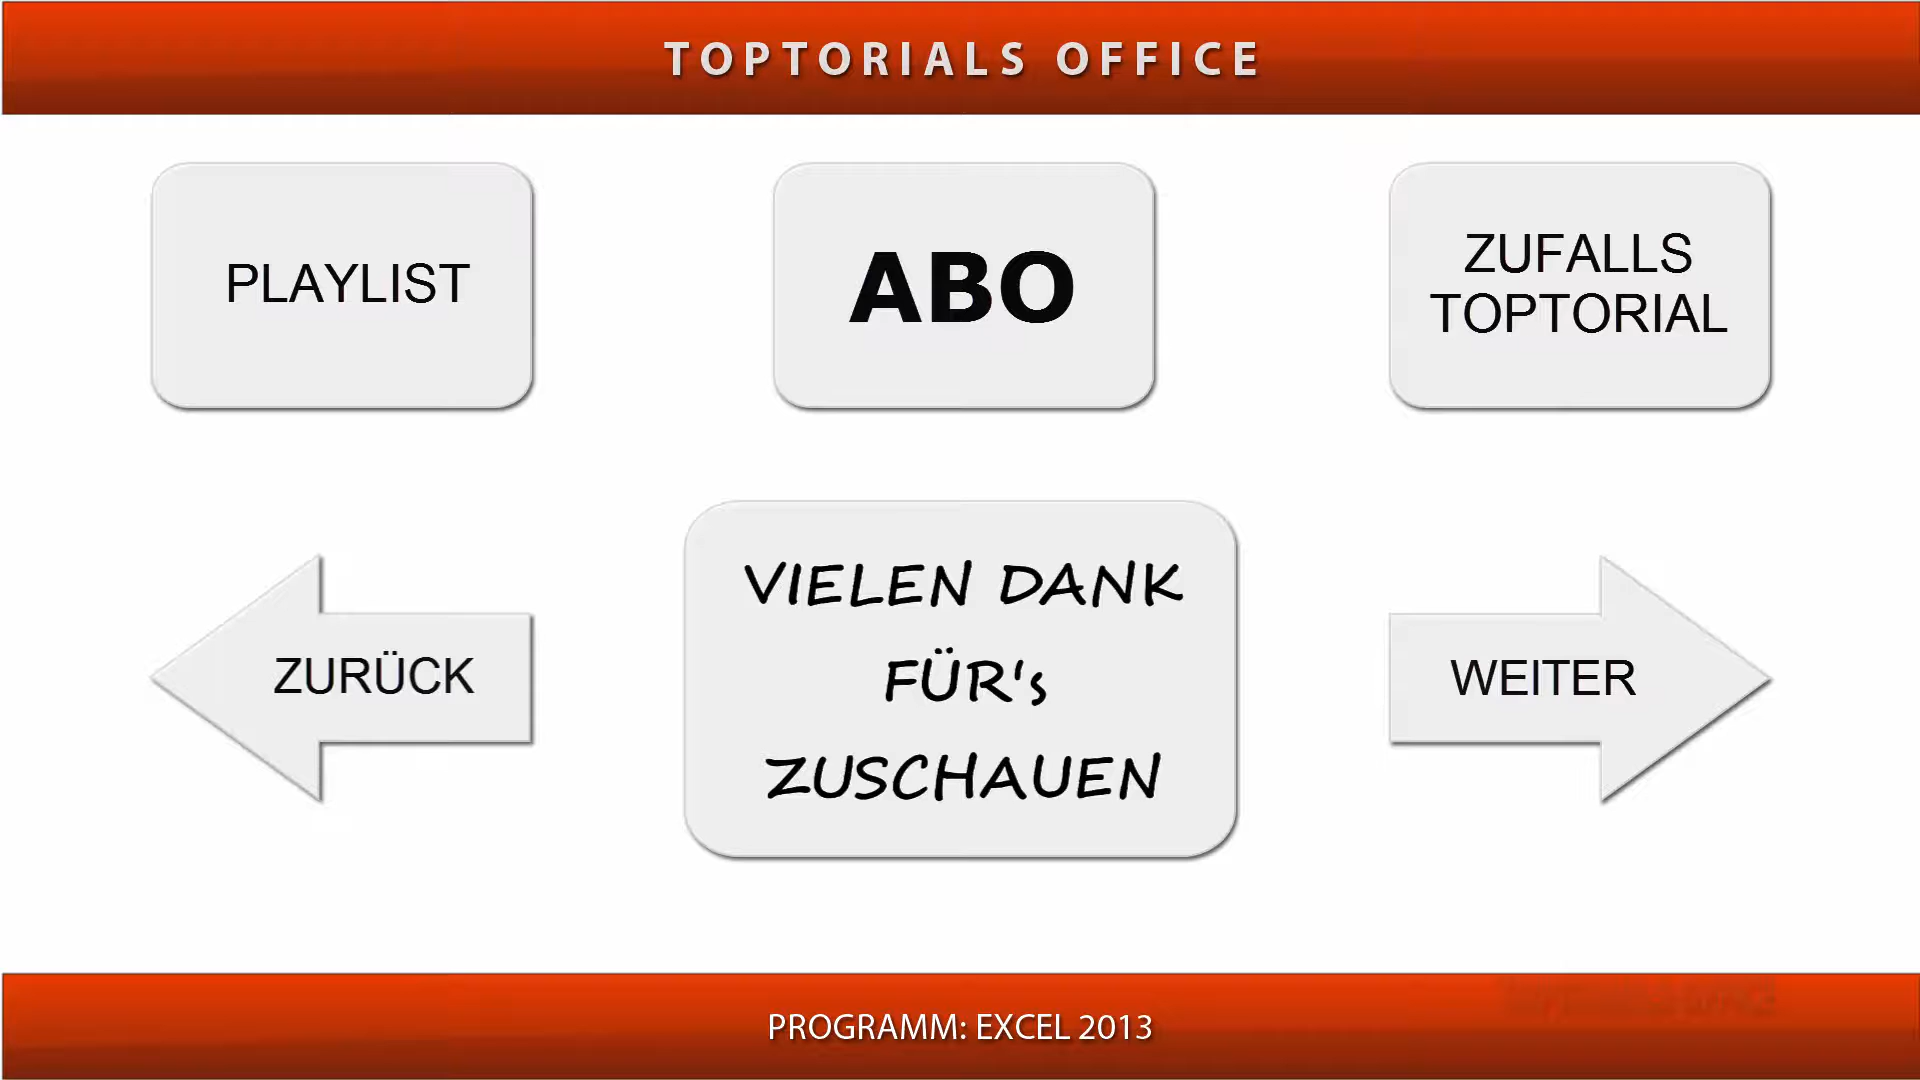 TOPTORIALS OFFICE
PLAYLIST
ABO
ZUFALLS
TOPTORIAL
ZURÜCK
VIELEN DANK
FÜR's
ZUSCHAUEN
WEITER
PROGRAMM: EXCEL 2013